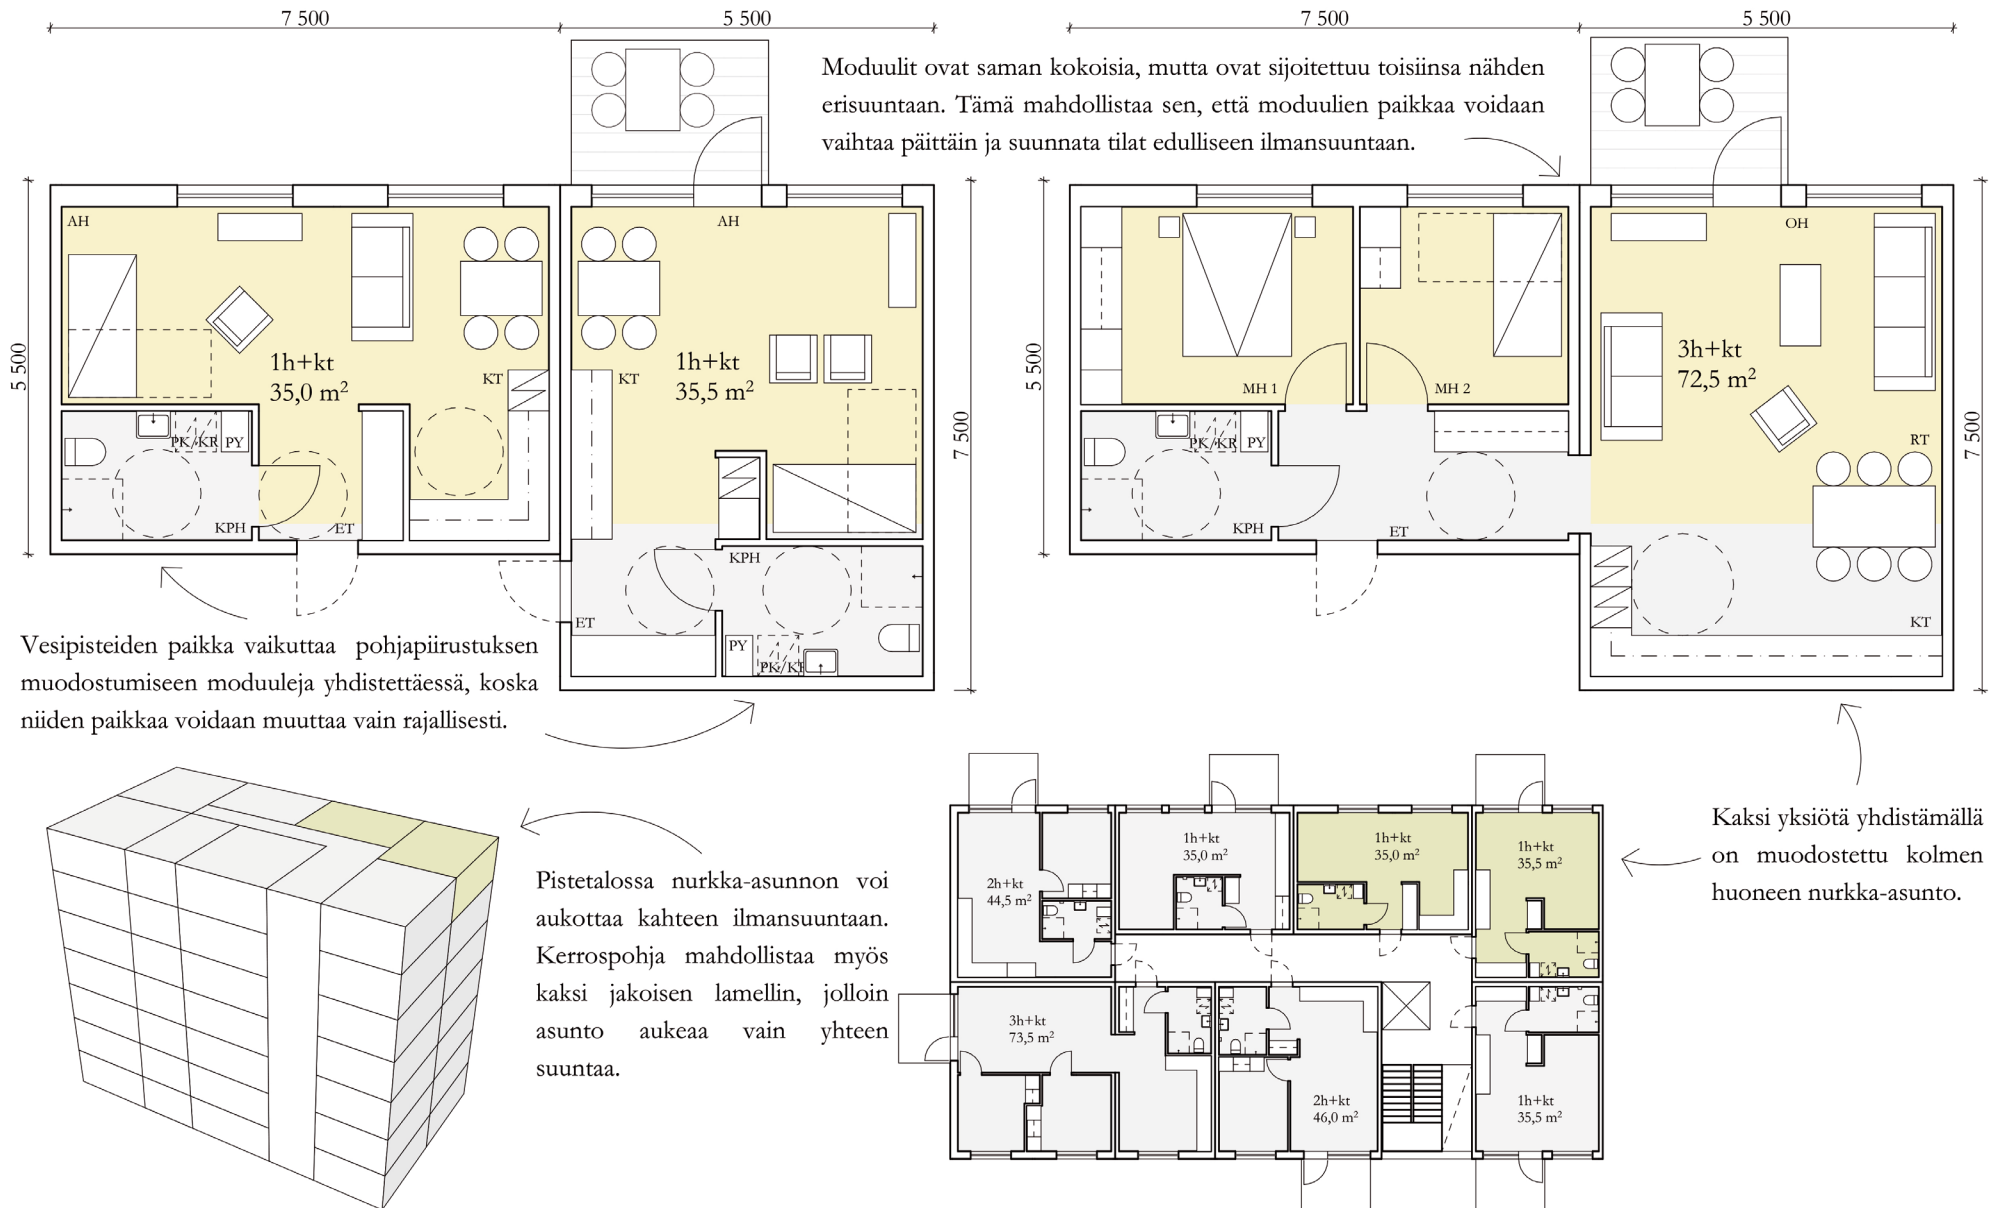 7 500
5 500
7 500
5 500
Moduulit ovat saman kokoisia, mutta ovat sijoitettuu toisiinsa nähden
erisuuntaan. Tämä mahdollistaa sen, että moduulien paikkaa voidaan
vaihtaa päittäin ja suunnata tilat edulliseen ilmansuuntaan.
AH
AH
OH
5 500
1h+kt
35,0 m²
KT
1h+kt
35,5 m²
KT
7 500
5 500
MH 1
MH 2
3h+kt
72,5 m²
RT
7 500
PK/KR
PY
KPH
ET
PK/KR
PY
KPH
ET
KT
KPH
ET
PY
PK/KR
Vesipisteiden paikka vaikuttaa pohjapiirustuksen
muodostumiseen moduuleja yhdistettäessä, koska
niiden paikkaa voidaan muuttaa vain rajallisesti.
Pistetalossa nurkka-asunnon voi
aukottaa kahteen ilmansuuntaan.
Kerrospohja mahdollistaa myös
kaksi jakoisen lamellin, jolloin
asunto aukeaa vain yhteen
suuntaa.
2h+kt
44,5 m²
1h+kt
35,0 m²
1h+kt
35,0 m²
1h+kt
35,5 m²
3h+kt
73,5 m²
2h+kt
46,0 m²
1h+kt
35,5 m²
Kaksi yksiötä yhdistämällä
on muodostettu kolmen
huoneen nurkka-asunto.